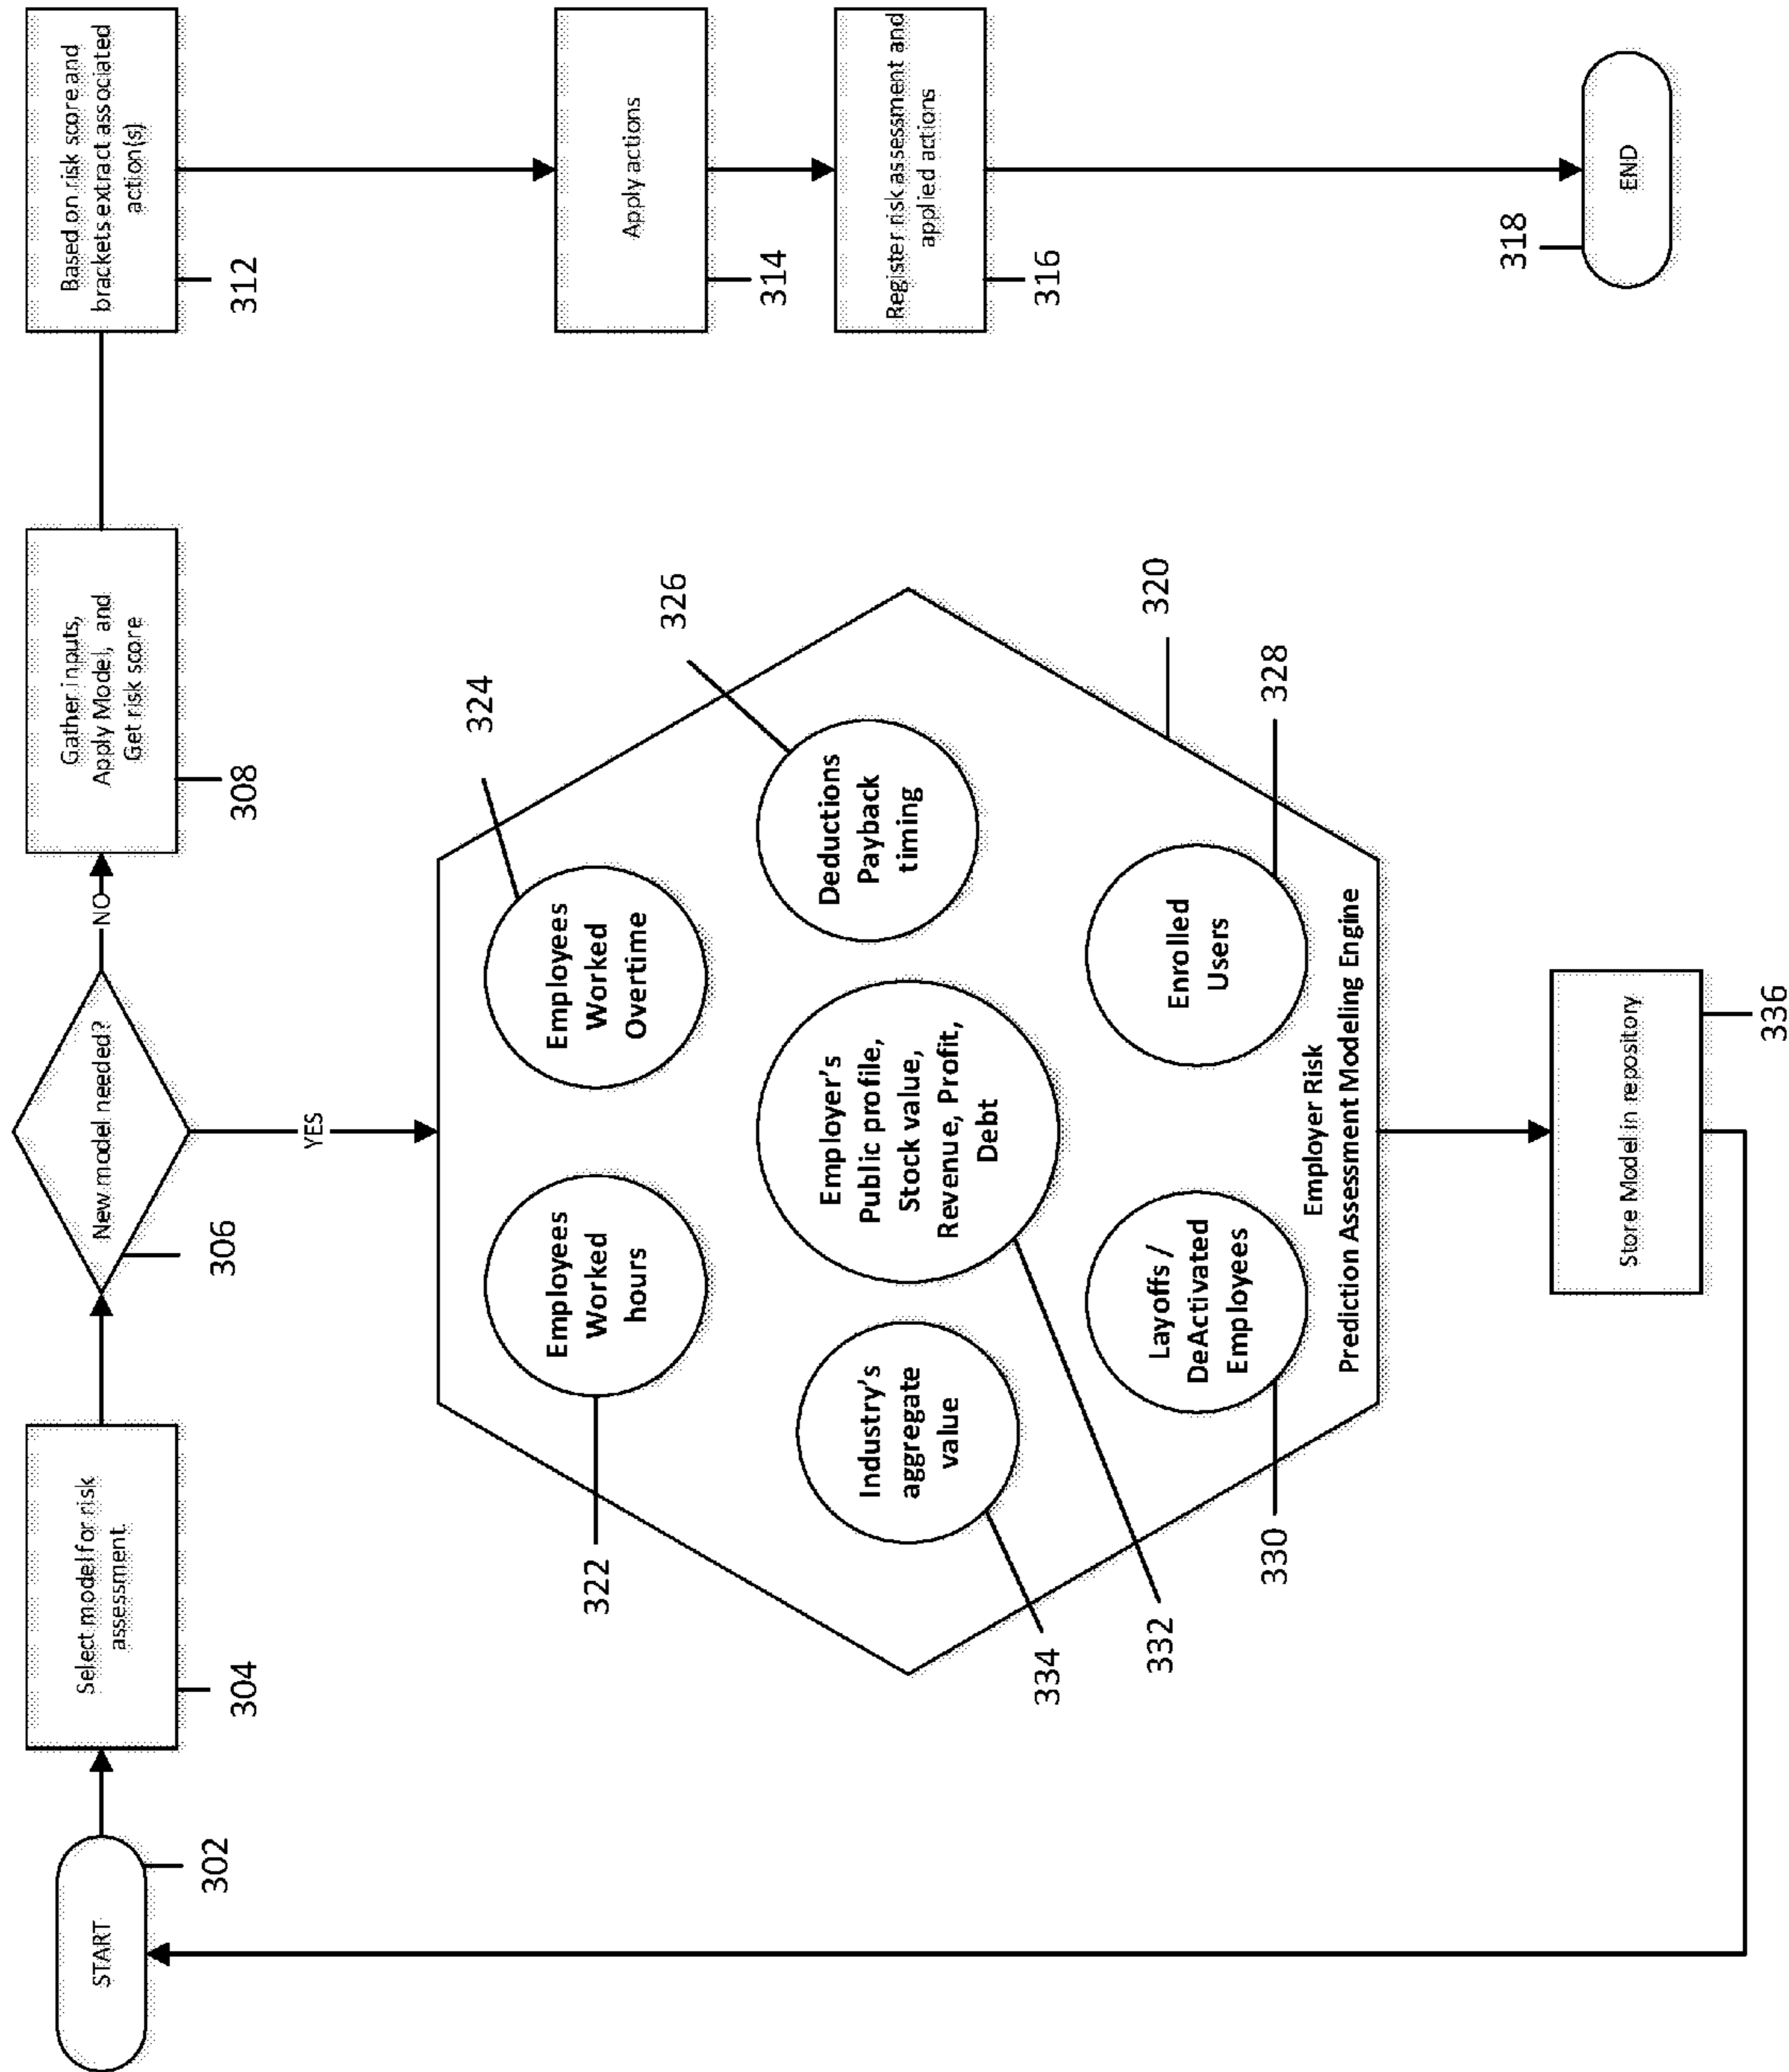 START
302
Select model for risk
assessment.
304
New model needed?
306
NO
YES
Gather inputs,
Apply Model, and
Get risk score
308
Based on risk score and
brackets extract associated
action(s)
312
Apply actions
314
Register risk assessment and
applied actions
316
END
318
Employees
Worked
hours
322
Employees
Worked
Overtime
324
Deductions
Payback
timing
326
320
Enrolled
Users
328
Layoffs /
DeActivated
Employees
330
Employer's
Public profile,
Stock value,
Revenue, Profit,
Debt
332
Industry's
aggregate
value
334
Employer Risk
Prediction Assessment Modeling Engine
Store Model in repository
336